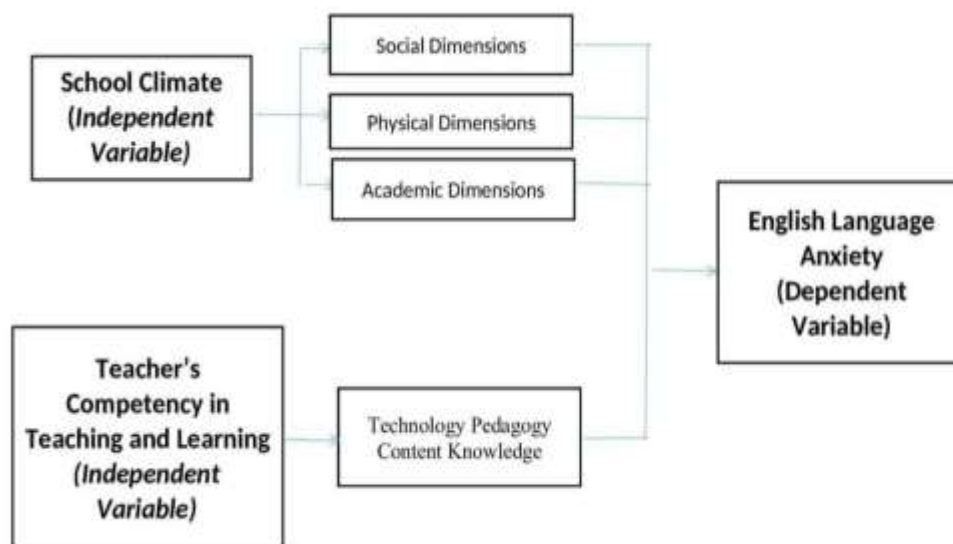 School Climate
(Independent
Variable)
Social Dimensions
Physical Dimensions
Academic Dimensions
English Language
Anxiety
(Dependent
Variable)
Teacher's
Competency in
Teaching and Learning
(Independent
Variable)
Technology Pedagogy
Content Knowledge